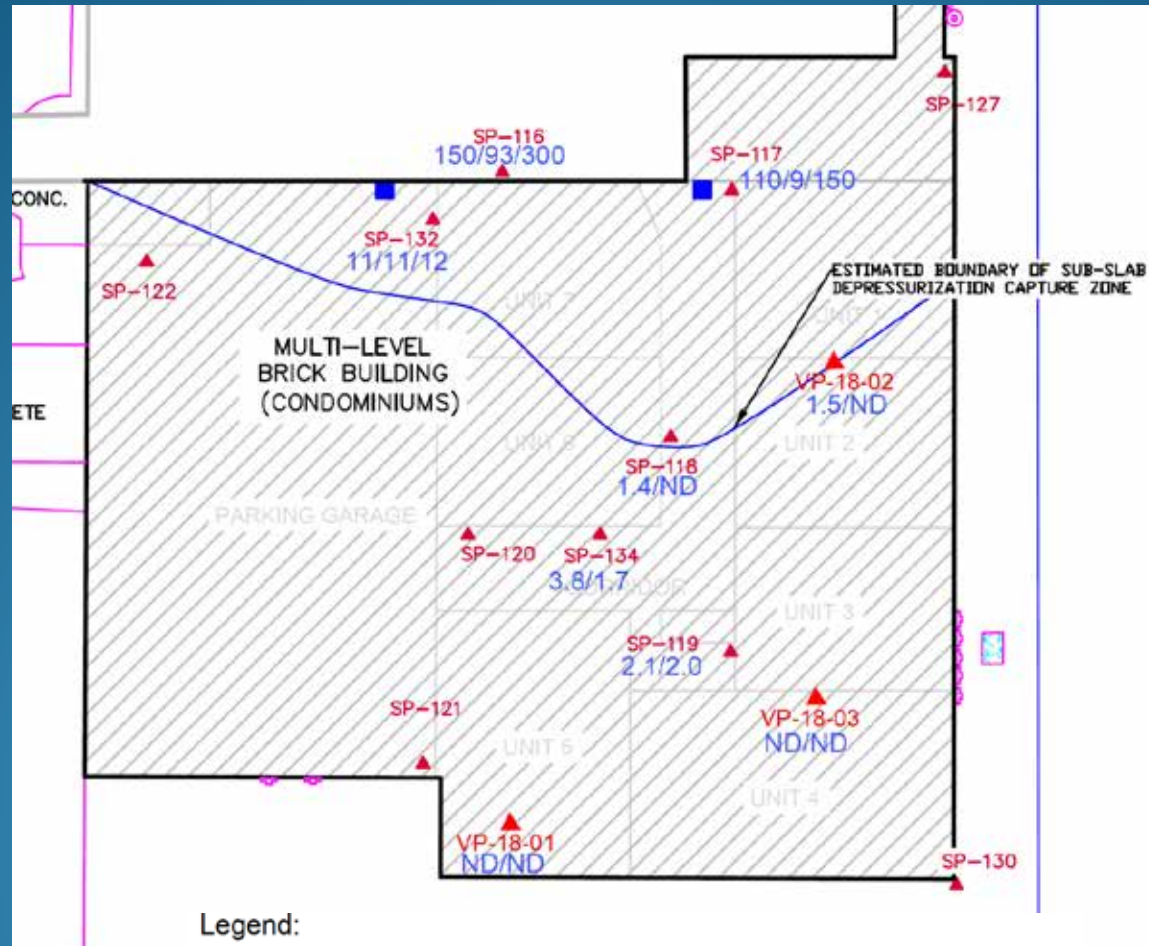 SP-127
SP-116
150/93/300
SP-117
110/9/150
CONC.
SP-132
11/11/12
SP-122
ESTIMATED BOUNDARY OF SUB-SLAB
DEPRESSURIZATION CAPTURE ZONE
UNIT 7
UNIT 1
MULTI-LEVEL
BRICK BUILDING
(CONDOMINIUMS)
VP-18-02
1.5/ND
ETE
UNIT 2
SP-118
1.4/ND
PARKING GARAGE
SP-120
SP-134
3.8/1.7
UNIT 3
SP-119
2.1/2.0
SP-121
VP-18-03
ND/ND
UNIT 6
UNIT 4
VP-18-01
ND/ND
SP-130
Legend: